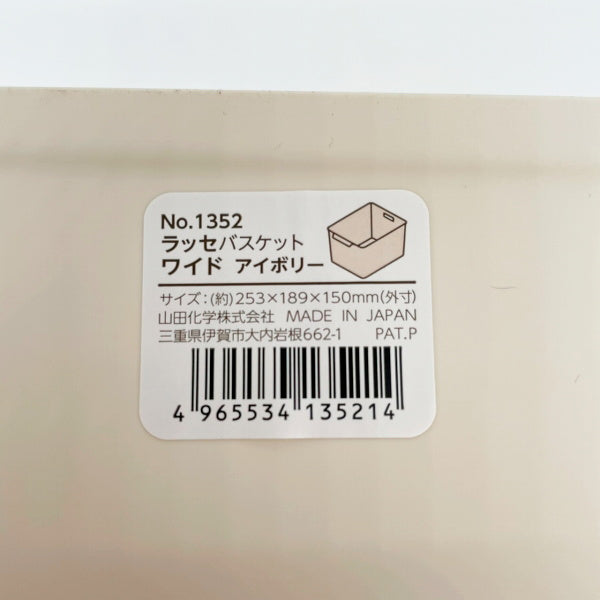 No.1352
ラッセバスケット
ワイド アイボリー
サイズ:(約)253×189×150mm(外寸)
山田化学株式会社 MADE IN JAPAN
三重県伊賀市大内岩根662-1 PAT.P
4 965534 135214